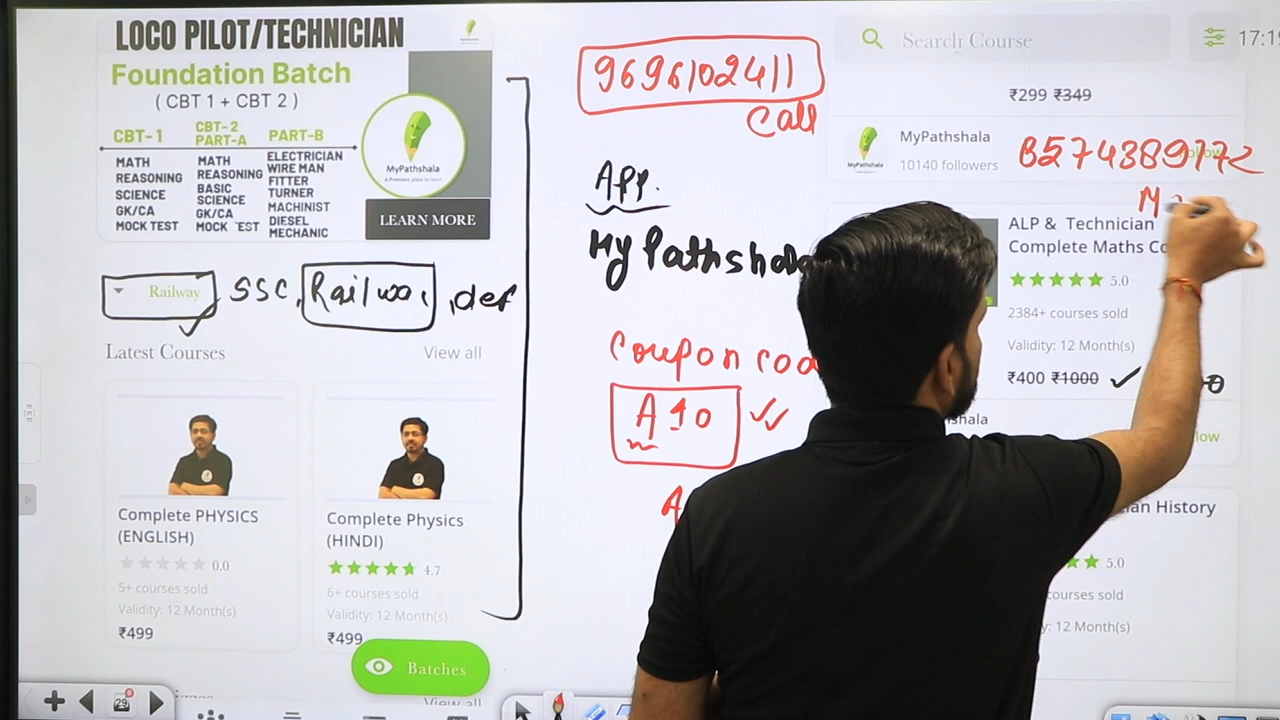 LOCO PILOT/TECHNICIAN
Foundation Batch
( CBT 1 + CBT 2 )
CBT-1
MATH
REASONING
SCIENCE
GK/CA
MOCK TEST
CBT-2
PART-A
MATH
REASONING
BASIC
SCIENCE
GK/CA
MOCK TEST
PART-B
ELECTRICIAN
WIRE MAN
FITTER
TURNER
MACHINIST
DIESEL
MECHANIC
MyPathshala
LEARN MORE
Railway
SSC, Railway, def
Latest Courses View all
Complete PHYSICS
(ENGLISH)
0.0
5+ courses sold
Validity: 12 Month(s)
₹499
Complete Physics
(HINDI)
4.7
6+ courses sold
Validity: 12 Month(s)
₹499
Batches
View all
29
9696102411
Call
App.
My Pathshala
Coupon
A10
A
Search Course
17:19
₹299 ₹349
MyPathshala
10140 followers
ALP & Technician
Complete Maths
5.0
2384+ courses sold
Validity: 12 Month(s)
₹400 ₹1000
History
5.0
courses sold
12 Month(s)